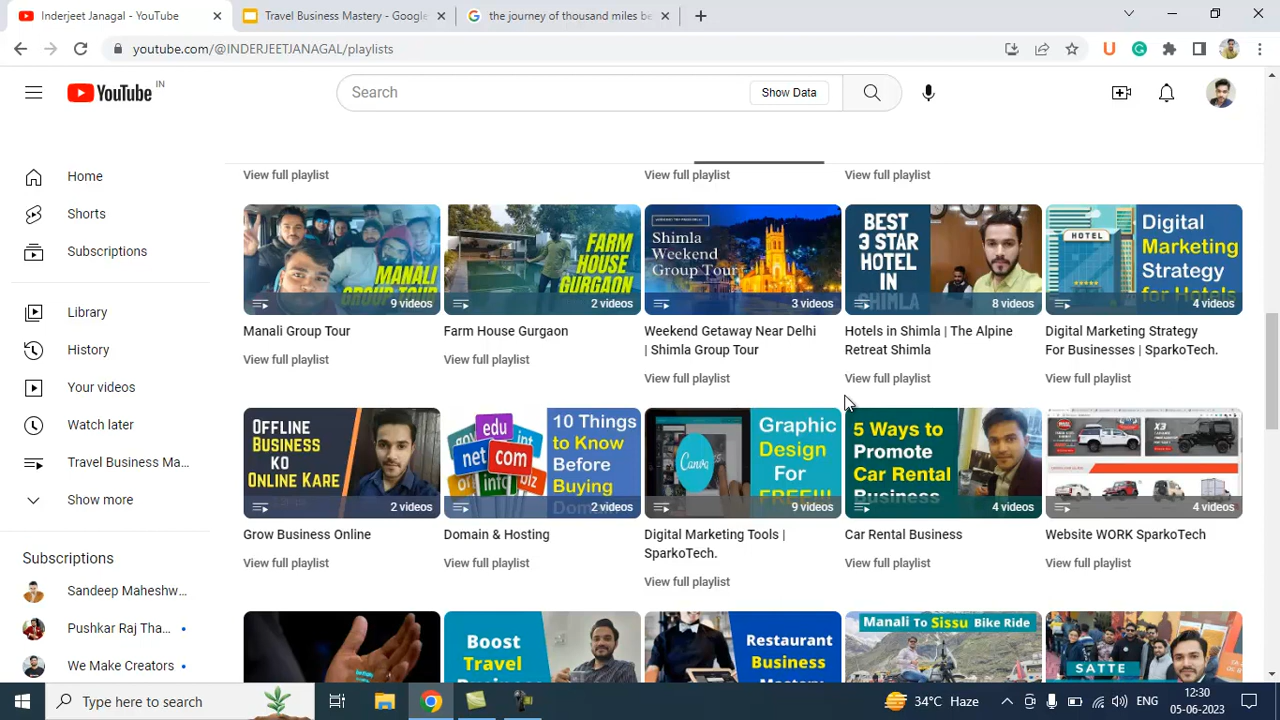 Inderjeet Janagal - YouTube
Travel Business Mastery - Google
the journey of thousand miles be
youtube.com/@INDERJEETJANAGAL/playlists
YouTube IN
Search
Show Data
Home
Shorts
Subscriptions
Library
History
Your videos
Watch later
Travel Business Ma...
Show more
Subscriptions
Sandeep Maheshw...
Pushkar Raj Tha...
We Make Creators
View full playlist
View full playlist
View full playlist
MANALI
GROUP TOUR
9 videos
Manali Group Tour
View full playlist
FARM
HOUSE
GURGAON
2 videos
Farm House Gurgaon
View full playlist
Shimla
Weekend
Group Tour
3 videos
Weekend Getaway Near Delhi
| Shimla Group Tour
View full playlist
BEST
3 STAR
HOTEL
IN
8 videos
Hotels in Shimla | The Alpine
Retreat Shimla
View full playlist
HOTEL
Digital
Marketing
Strategy
for Hotels
4 videos
Digital Marketing Strategy
For Businesses | SparkoTech.
View full playlist
OFFLINE
BUSINESS
KO
ONLINE KARE
2 videos
Grow Business Online
View full playlist
edu
net
com
org
info
biz
10 Things
to Know
Before
Buying
2 videos
Domain & Hosting
View full playlist
Canva
Graphic
Design
For
FREE!!!
9 videos
Digital Marketing Tools |
SparkoTech.
View full playlist
5 Ways to
Promote
Car Rental
Business
4 videos
Car Rental Business
View full playlist
X3
4 videos
Website WORK SparkoTech
View full playlist
Boost
Travel
Restaurant
Business
Manali To Sissu Bike Ride
SATTE
Type here to search
34°C Haze
ENG
12:30
05-06-2023